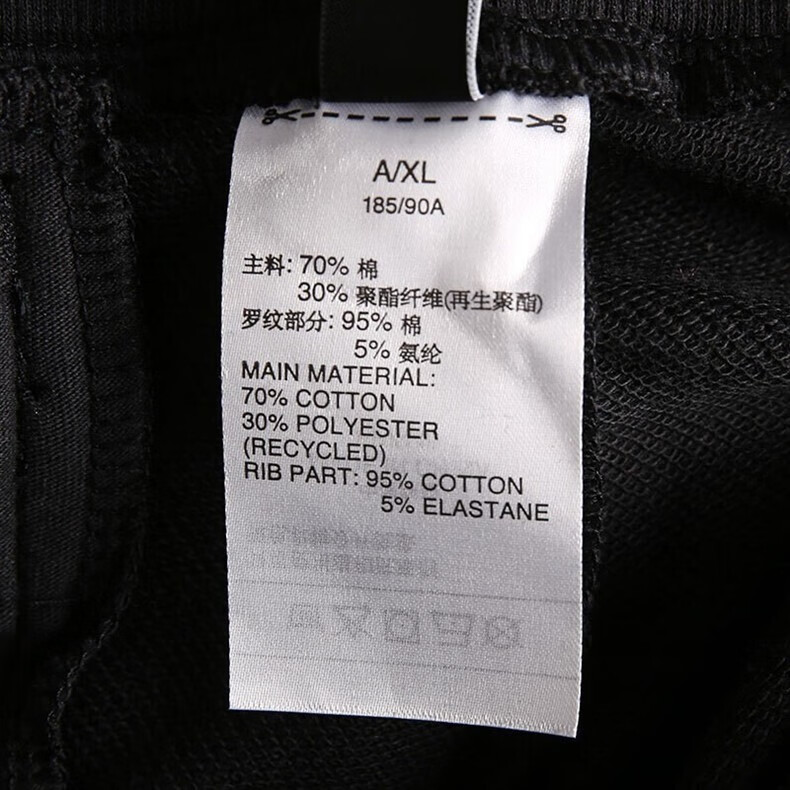 A/XL
185/90A
主料: 70% 棉
30% 聚酯纤维(再生聚酯)
罗纹部分: 95% 棉
5% 氨纶
MAIN MATERIAL:
70% COTTON
30% POLYESTER
(RECYCLED)
RIB PART: 95% COTTON
5% ELASTANE